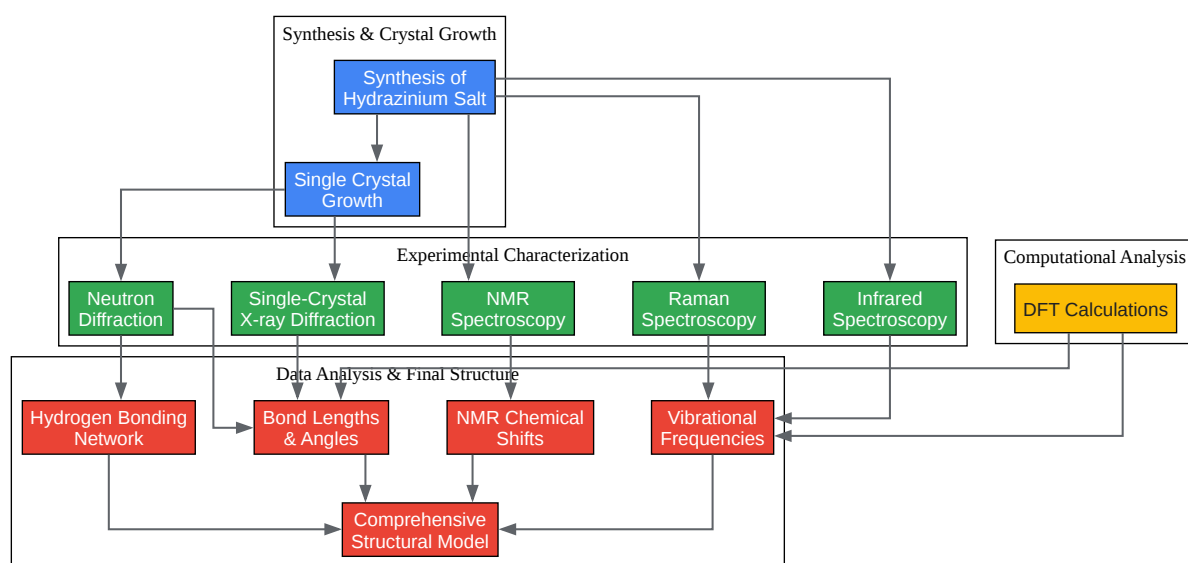 Synthesis & Crystal Growth
Synthesis of
Hydrazinium Salt
Single Crystal
Growth
Experimental Characterization
Neutron
Diffraction
Single-Crystal
X-ray Diffraction
NMR
Spectroscopy
Raman
Spectroscopy
Infrared
Spectroscopy
Computational Analysis
DFT Calculations
Data Analysis & Final Structure
Hydrogen Bonding
Network
Bond Lengths
& Angles
NMR Chemical
Shifts
Vibrational
Frequencies
Comprehensive
Structural Model